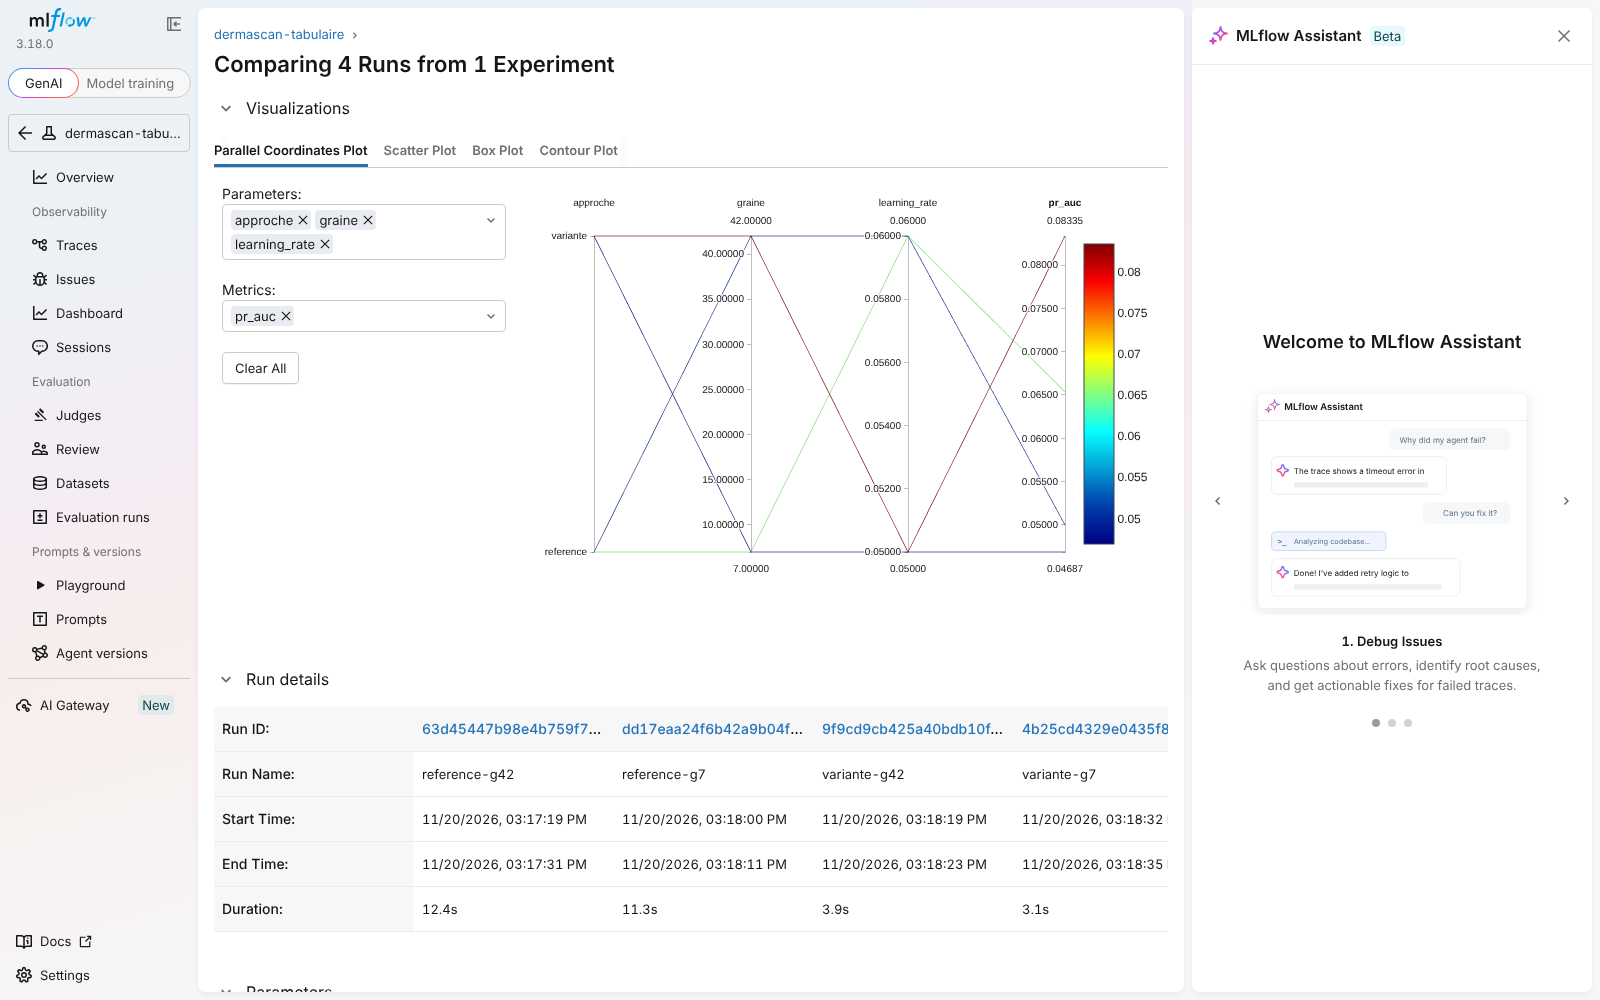 mlflow
3.18.0
GenAI
Model training
dermascan-tabu...
Overview
Observability
Traces
Issues
Dashboard
Sessions
Evaluation
Judges
Review
Datasets
Evaluation runs
Prompts & versions
Playground
Prompts
Agent versions
AI Gateway
New
Docs
Settings
dermascan-tabulaire
Comparing 4 Runs from 1 Experiment
Visualizations
Parallel Coordinates Plot
Scatter Plot
Box Plot
Contour Plot
Parameters:
approche
graine
learning_rate
Metrics:
pr_auc
Clear All
approche
variante
reference
graine
42.00000
40.00000
35.00000
30.00000
25.00000
20.00000
15.00000
10.00000
7.00000
learning_rate
0.06000
0.06000
0.05800
0.05600
0.05400
0.05200
0.05000
0.05000
pr_auc
0.08335
0.08000
0.07500
0.07000
0.06500
0.06000
0.05500
0.05000
0.04687
0.08
0.075
0.07
0.065
0.06
0.055
0.05
Run details
Run ID: 63d45447b98e4b759f7... dd17eaa24f6b42a9b04f... 9f9cd9cb425a40bdb10f... 4b25cd4329e0435f8
Run Name: reference-g42 reference-g7 variante-g42 variante-g7
Start Time: 11/20/2026, 03:17:19 PM 11/20/2026, 03:18:00 PM 11/20/2026, 03:18:19 PM 11/20/2026, 03:18:32
End Time: 11/20/2026, 03:17:31 PM 11/20/2026, 03:18:11 PM 11/20/2026, 03:18:23 PM 11/20/2026, 03:18:35
Duration: 12.4s 11.3s 3.9s 3.1s
Parameters
MLflow Assistant
Beta
Welcome to MLflow Assistant
MLflow Assistant
Why did my agent fail?
The trace shows a timeout error in
Can you fix it?
>_ Analyzing codebase...
Done! I've added retry logic to
1. Debug Issues
Ask questions about errors, identify root causes,
and get actionable fixes for failed traces.